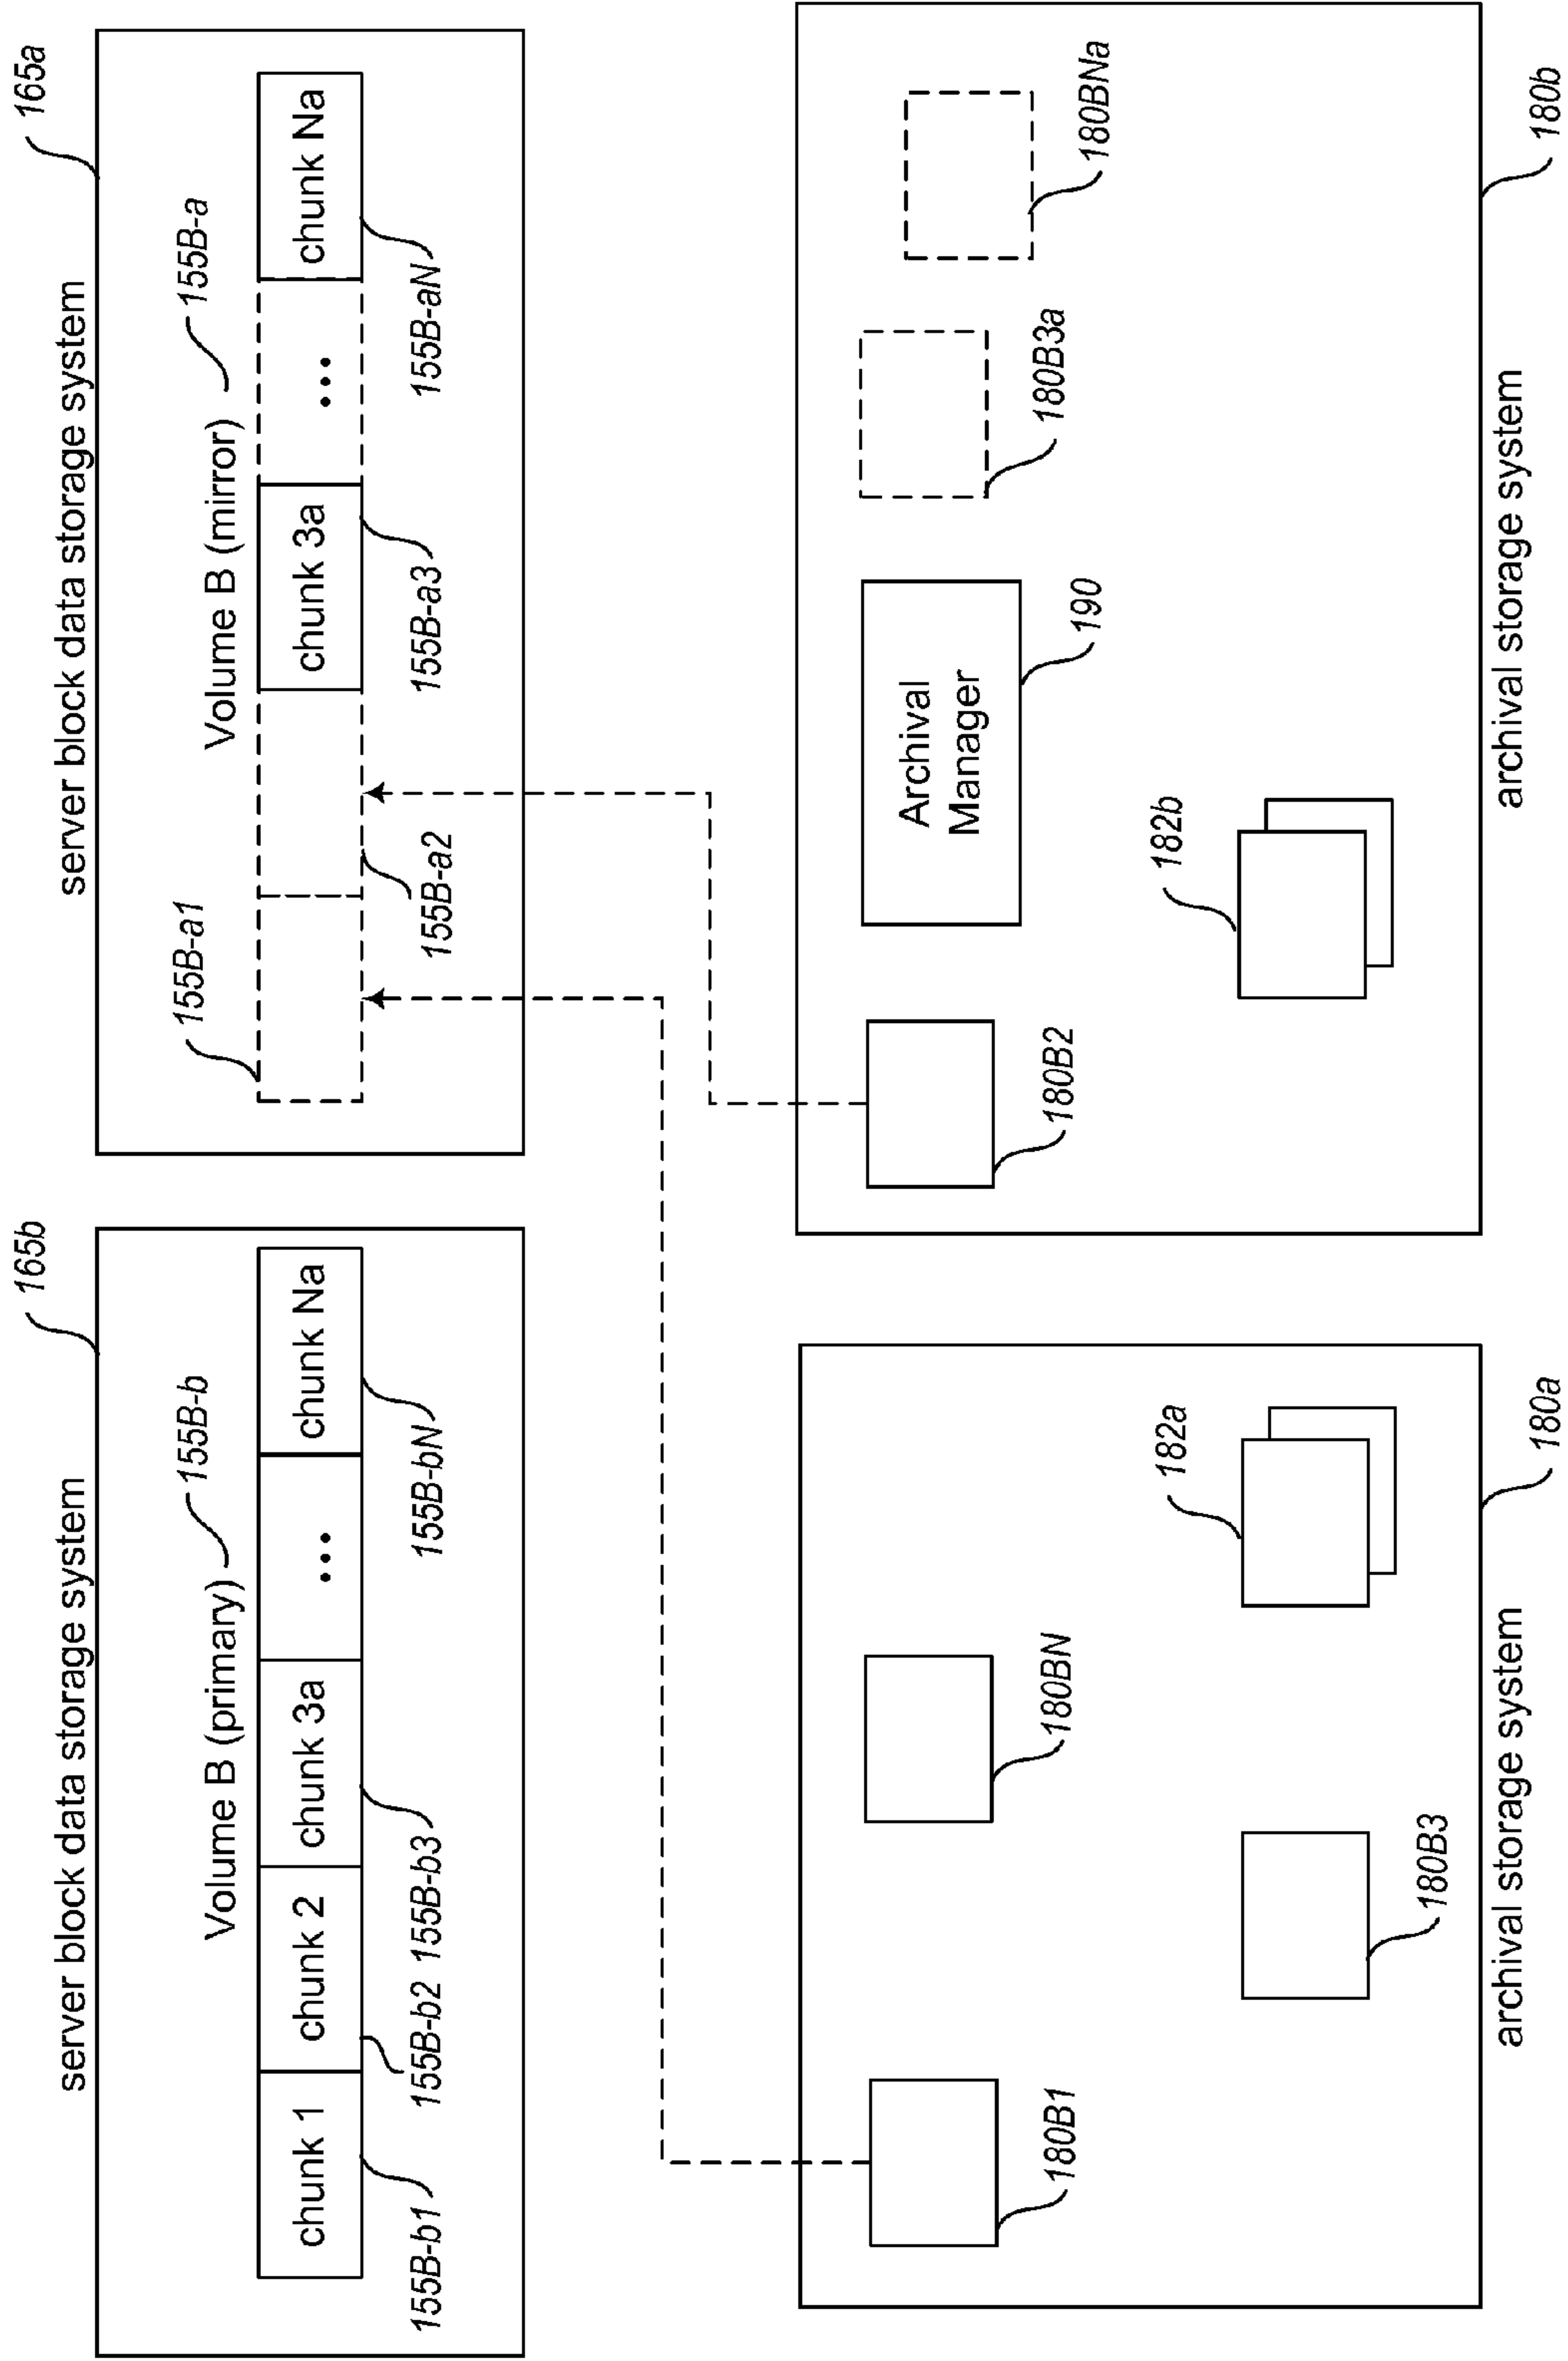 server block data storage system
165b
Volume B (primary)
155B-b
chunk 1
chunk 2
chunk 3a
...
chunk Na
155B-b1
155B-b2
155B-b3
155B-bN
server block data storage system
165a
Volume B (mirror)
155B-a
155B-a1
chunk 3a
...
chunk Na
155B-a2
155B-a3
155B-aN
180B1
180BN
180B3
182a
archival storage system
180a
180B2
Archival
Manager
190
180B3a
180BNa
182b
archival storage system
180b